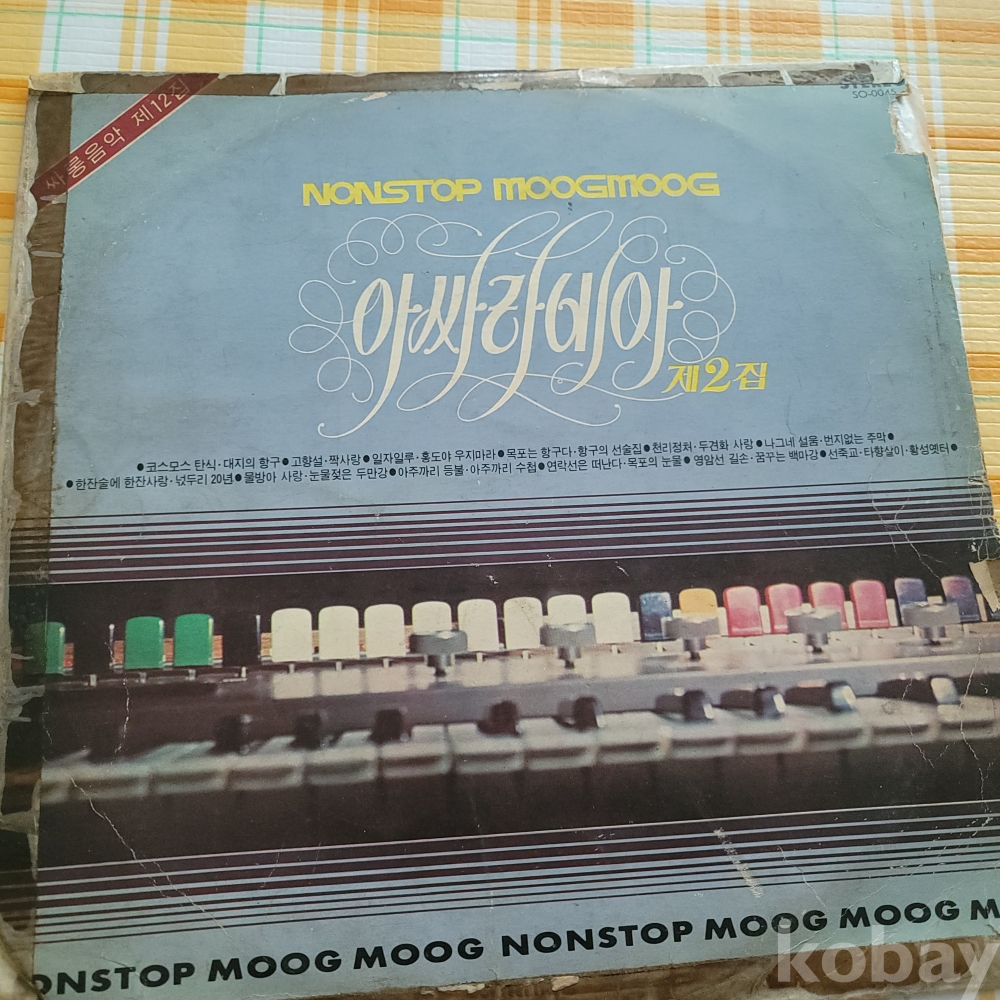 STEREO
SO-0045
싸롱음악 제12집
NONSTOP MOOGMOOG
아싸라비아
제2집
●코스모스 탄식·대지의 항구●고향설·짝사랑●일자일루·홍도야 우지마라●목포는 항구다·항구의 선술집●천리정처·두견화 사랑●나그네 설움·번지없는 주막●
●한잔술에 한잔사랑·넋두리 20년●물방아 사랑·눈물젖은 두만강●아주까리 등불·아주까리 수첩●연락선은 떠난다·목포의 눈물●영암선 길손·꿈꾸는 백마강●선죽교·타향살이·황성옛터●
ONSTOP MOOG MOOG NONSTOP MOOG MOOG M
kobay